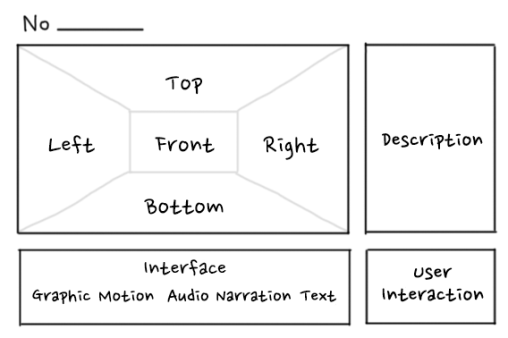 No
Top
Left Front Right
Bottom
Description
Interface
Graphic Motion Audio Narration Text
User
Interaction